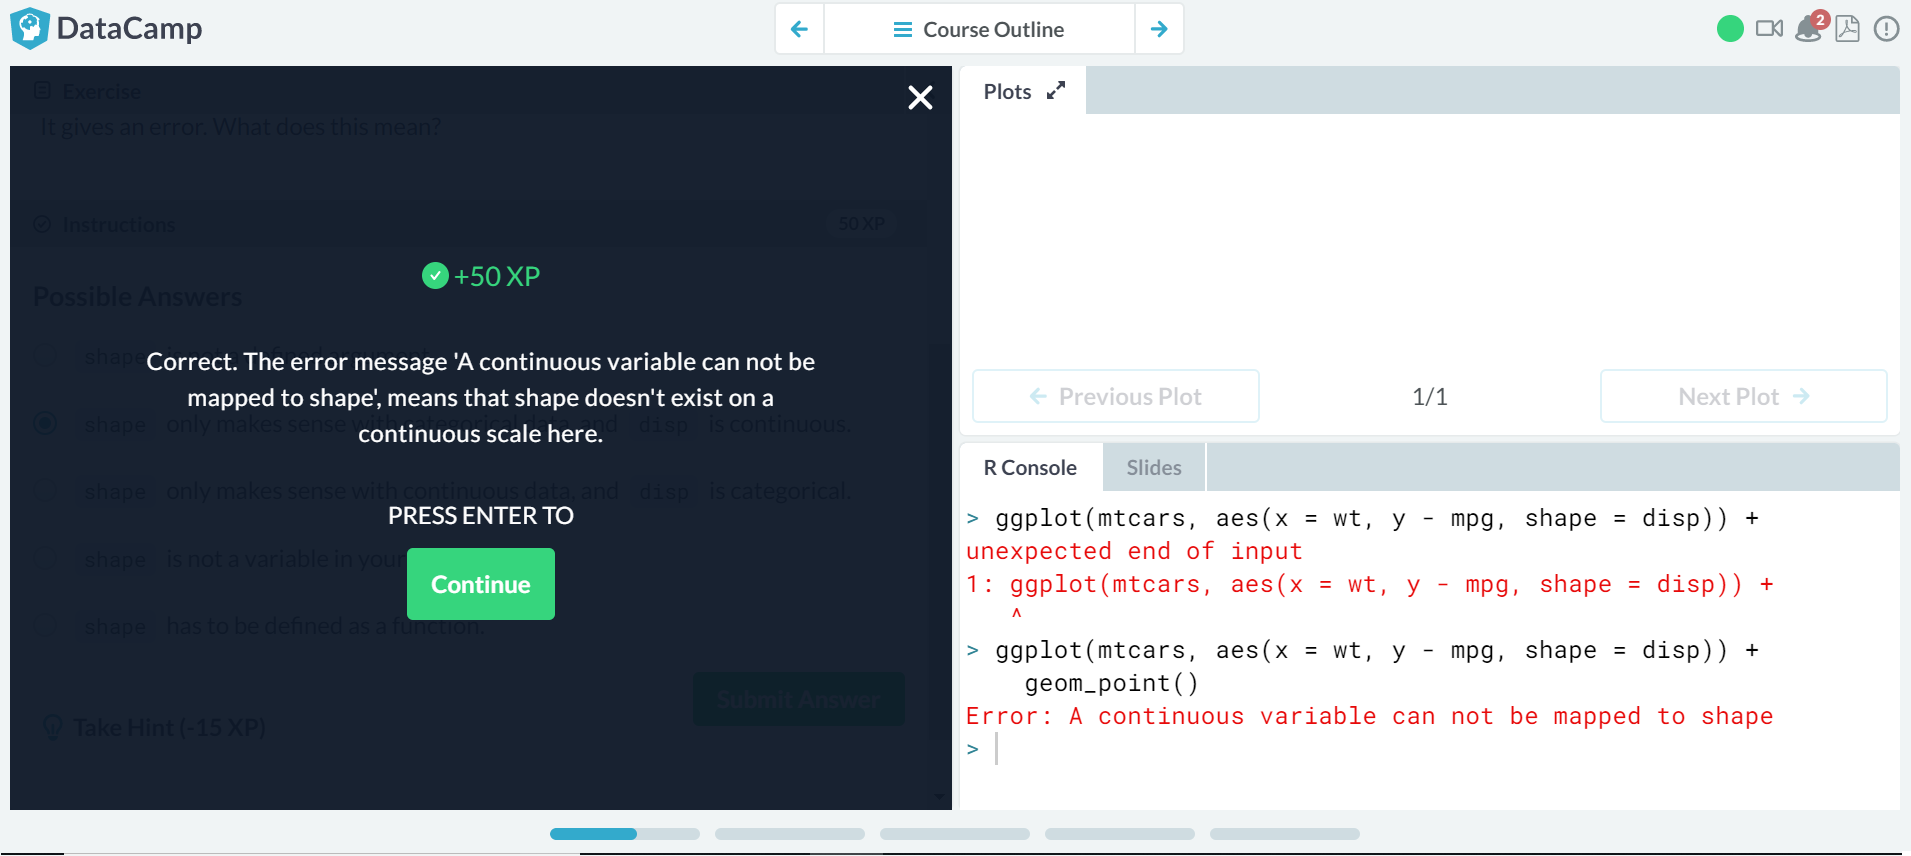 DataCamp
Course Outline
2
Exercise
It gives an error. What does this mean?
Instructions
50 XP
Possible Answers
+50 XP
shape
Correct. The error message 'A continuous variable can not be
mapped to shape', means that shape doesn't exist on a
continuous scale here.
shape only makes sense with categorical data, and disp is continuous.
shape only makes sense with continuous data, and disp is categorical.
PRESS ENTER TO
shape is not a variable in your
Continue
shape has to be defined as a function.
Submit Answer
Take Hint (-15 XP)
Plots
Previous Plot
1/1
Next Plot
R Console
Slides
> ggplot(mtcars, aes(x = wt, y - mpg, shape = disp)) +
unexpected end of input
1: ggplot(mtcars, aes(x = wt, y - mpg, shape = disp)) +
^
> ggplot(mtcars, aes(x = wt, y - mpg, shape = disp)) +
geom_point()
Error: A continuous variable can not be mapped to shape
>